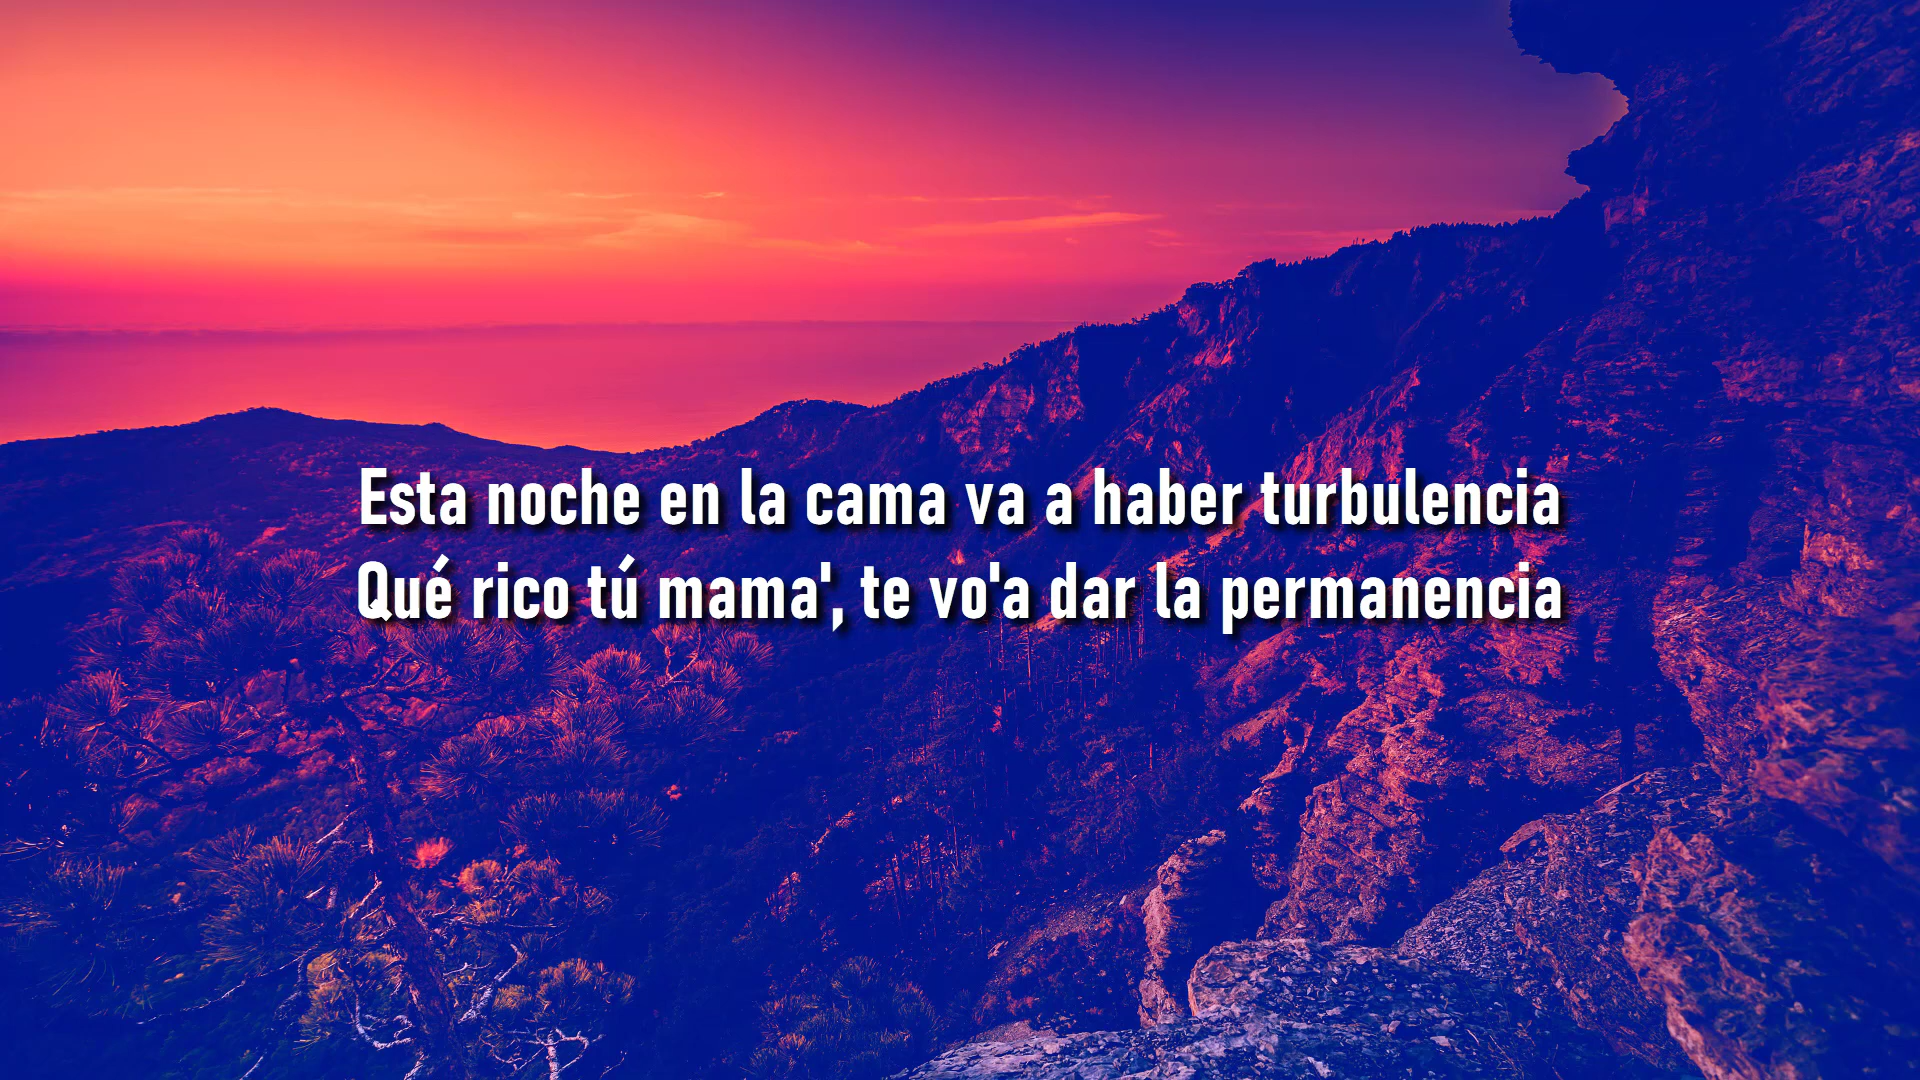 Esta noche en la cama va a haber turbulencia
Qué rico tú mama', te vo'a dar la permanencia